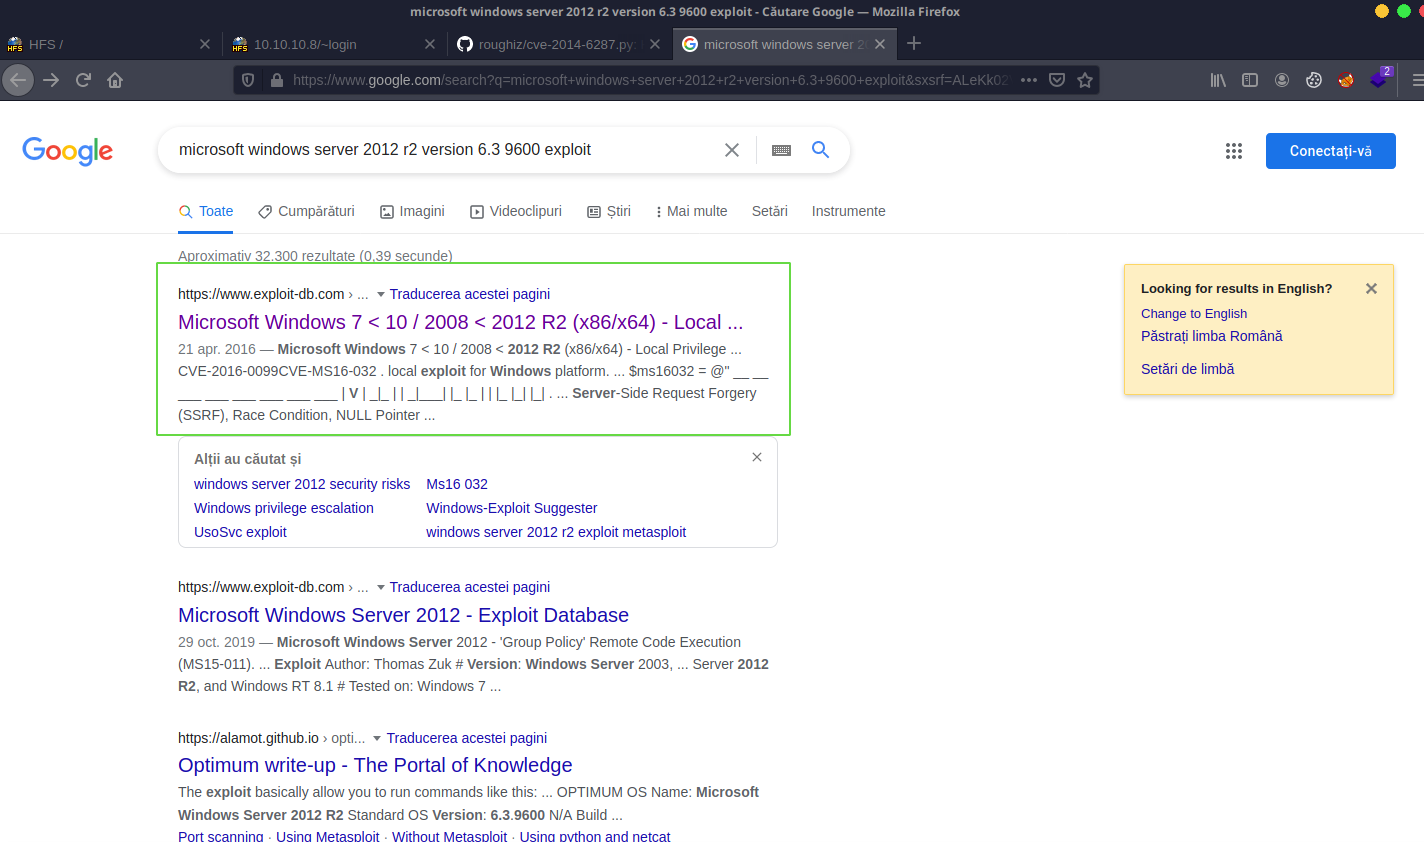 microsoft windows server 2012 r2 version 6.3 9600 exploit - Căutare Google — Mozilla Firefox
HFS /
10.10.10.8/~login
roughiz/cve-2014-6287.py:
microsoft windows server 20
https://www.google.com/search?q=microsoft+windows+server+2012+r2+version+6.3+9600+exploit&sxsrf=ALeKk02
2
Google
microsoft windows server 2012 r2 version 6.3 9600 exploit
Conectați-vă
Toate
Cumpărături
Imagini
Videoclipuri
Știri
Mai multe
Setări
Instrumente
Aproximativ 32.300 rezultate (0,39 secunde)
https://www.exploit-db.com › ... Traducerea acestei pagini
Microsoft Windows 7 < 10 / 2008 < 2012 R2 (x86/x64) - Local ...
21 apr. 2016 — Microsoft Windows 7 < 10 / 2008 < 2012 R2 (x86/x64) - Local Privilege ...
CVE-2016-0099CVE-MS16-032 . local exploit for Windows platform. ... $ms16032 = @" __ __
___ ___ ___ ___ ___ ___ | V | _|_ | | _|___| |_ |_ | | |_ |_| |_| . ... Server-Side Request Forgery
(SSRF), Race Condition, NULL Pointer ...
Alții au căutat și
windows server 2012 security risks
Ms16 032
Windows privilege escalation
Windows-Exploit Suggester
UsoSvc exploit
windows server 2012 r2 exploit metasploit
https://www.exploit-db.com › ... Traducerea acestei pagini
Microsoft Windows Server 2012 - Exploit Database
29 oct. 2019 — Microsoft Windows Server 2012 - 'Group Policy' Remote Code Execution
(MS15-011). ... Exploit Author: Thomas Zuk # Version: Windows Server 2003, ... Server 2012
R2, and Windows RT 8.1 # Tested on: Windows 7 ...
https://alamot.github.io › opti... Traducerea acestei pagini
Optimum write-up - The Portal of Knowledge
The exploit basically allow you to run commands like this: ... OPTIMUM OS Name: Microsoft
Windows Server 2012 R2 Standard OS Version: 6.3.9600 N/A Build ...
Port scanning · Using Metasploit · Without Metasploit · Using python and netcat
Looking for results in English?
Change to English
Păstrați limba Română
Setări de limbă